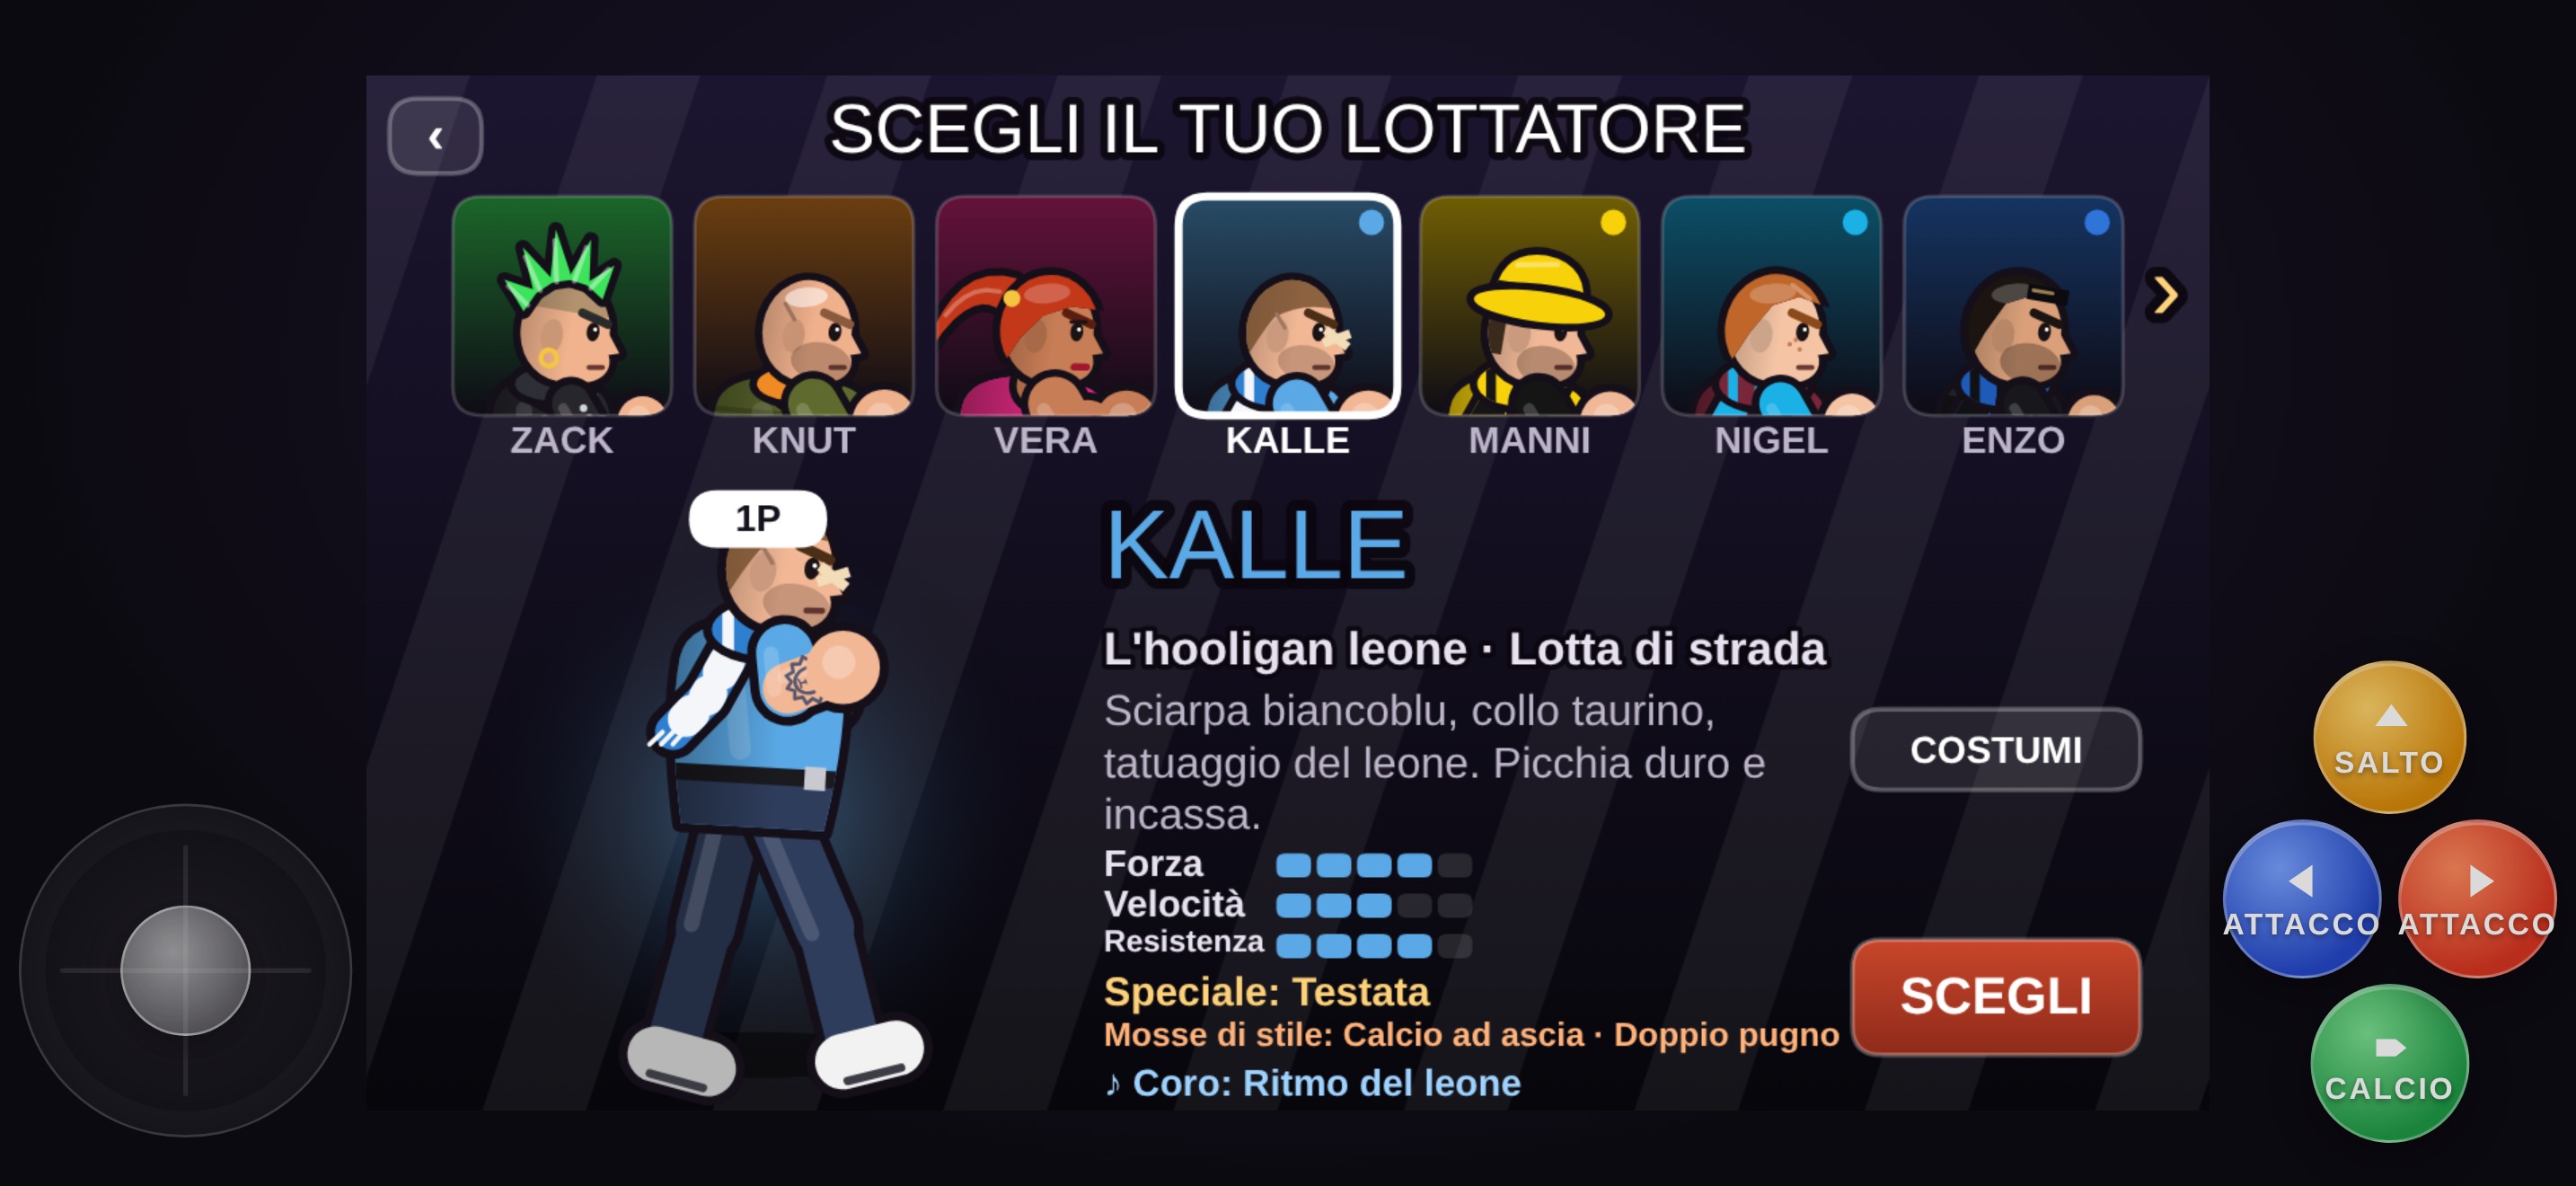 ‹
SCEGLI IL TUO LOTTATORE
ZACK
KNUT
VERA
KALLE
MANNI
NIGEL
ENZO
›
1P
KALLE
L'hooligan leone · Lotta di strada
Sciarpa biancoblu, collo taurino,
tatuaggio del leone. Picchia duro e
incassa.
Forza
Velocità
Resistenza
Speciale: Testata
Mosse di stile: Calcio ad ascia · Doppio pugno
♪ Coro: Ritmo del leone
COSTUMI
SCEGLI
SALTO
ATTACCO
ATTACCO
CALCIO